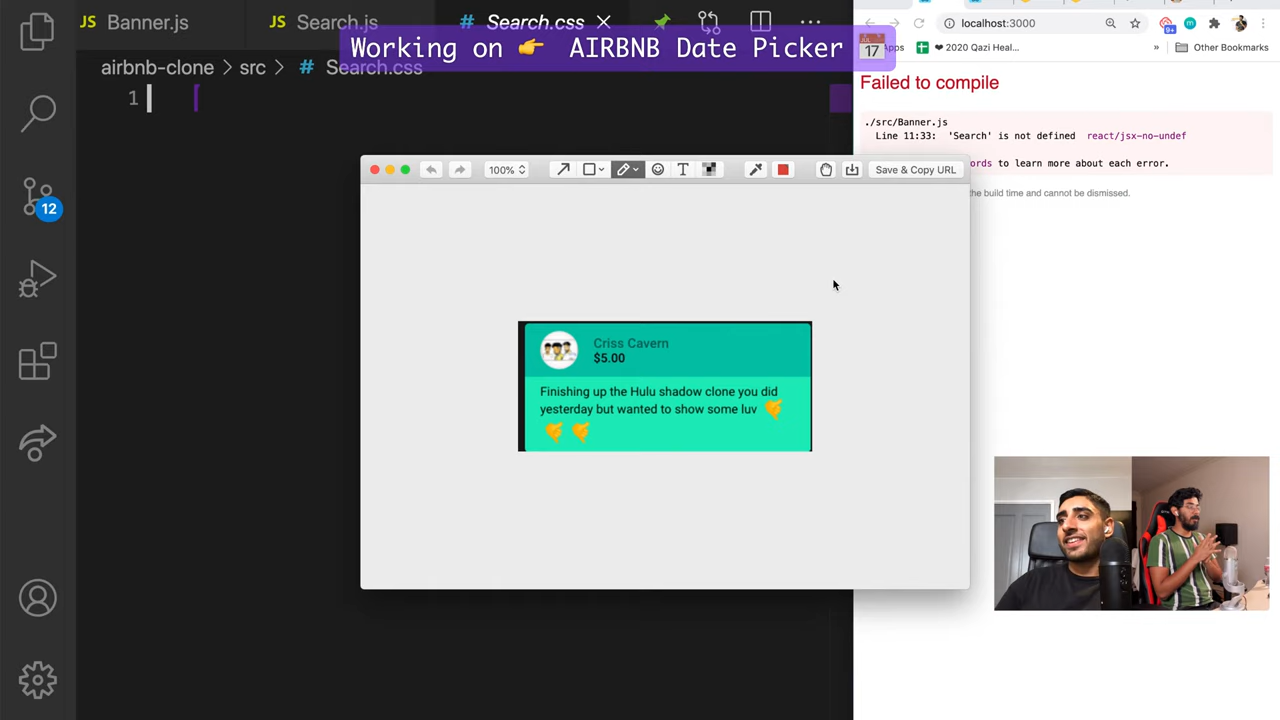 Banner.js
Search.js
Search.css
Working on 👉 AIRBNB Date Picker 📅
airbnb-clone > src > # Search.css
1
12
100%
Save & Copy URL
Criss Cavern
$5.00
Finishing up the Hulu shadow clone you did
yesterday but wanted to show some luv
localhost:3000
9+
2020 Qazi Heal...
Other Bookmarks
Failed to compile
./src/Banner.js
Line 11:33: 'Search' is not defined react/jsx-no-undef
to learn more about each error.
the build time and cannot be dismissed.